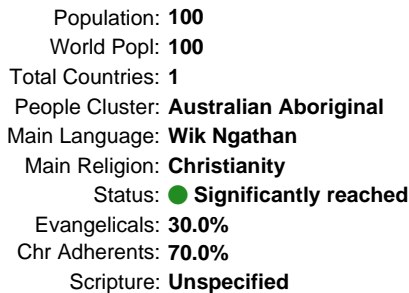 Population: 100
World Popl: 100
Total Countries: 1
People Cluster: Australian Aboriginal
Main Language: Wik Ngathan
Main Religion: Christianity
Status: Significantly reached
Evangelicals: 30.0%
Chr Adherents: 70.0%
Scripture: Unspecified